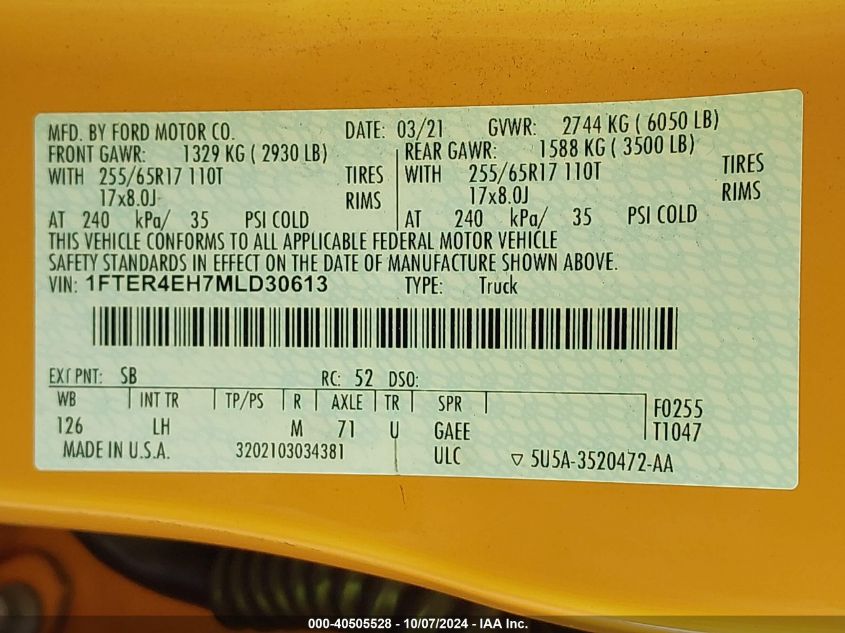 MFD. BY FORD MOTOR CO. DATE: 03/21 GVWR: 2744 KG ( 6050 LB)
FRONT GAWR: 1329 KG ( 2930 LB) REAR GAWR: 1588 KG ( 3500 LB)
WITH 255/65R17 110T TIRES WITH 255/65R17 110T TIRES
17x8.0J RIMS 17x8.0J RIMS
AT 240 kPa/ 35 PSI COLD AT 240 kPa/ 35 PSI COLD
THIS VEHICLE CONFORMS TO ALL APPLICABLE FEDERAL MOTOR VEHICLE
SAFETY STANDARDS IN EFFECT ON THE DATE OF MANUFACTURE SHOWN ABOVE.
VIN: 1FTER4EH7MLD30613 TYPE: Truck
EXT PNT: SB RC: 52 DSO:
WB INT TR TP/PS R AXLE TR SPR F0255
126 LH M 71 U GAEE T1047
MADE IN U.S.A. 3202103034381 ULC ▽ 5U5A-3520472-AA
000-40505528 - 10/07/2024 - IAA Inc.